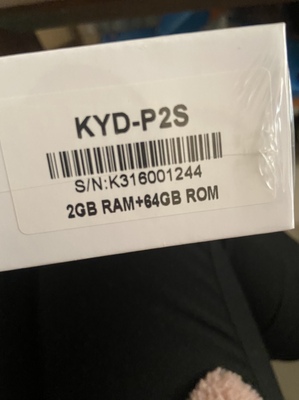 KYD-P2S
S/N:K316001244
2GB RAM+64GB ROM